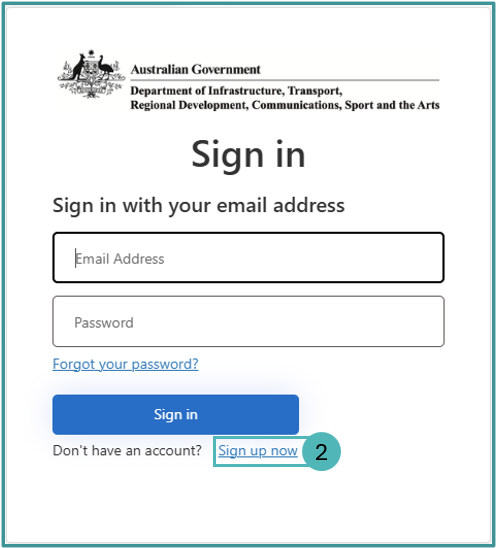 Australian Government
Department of Infrastructure, Transport,
Regional Development, Communications, Sport and the Arts
Sign in
Sign in with your email address
Email Address
Password
Forgot your password?
Sign in
Don't have an account? Sign up now 2